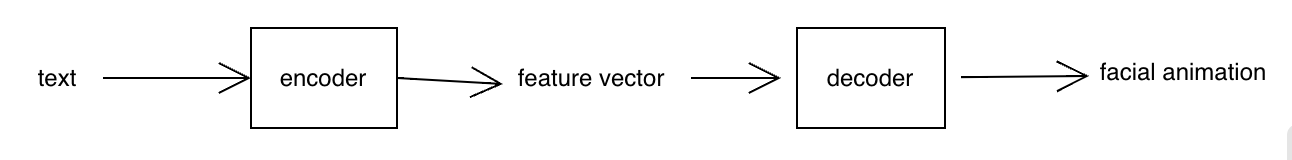 text
encoder
feature vector
decoder
facial animation